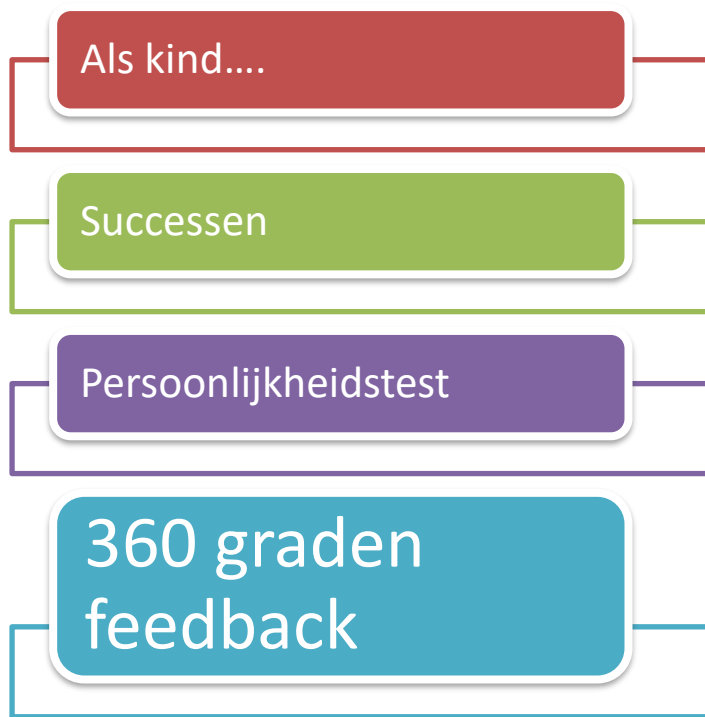 Als kind....
Successen
Persoonlijkheidstest
360 graden
feedback